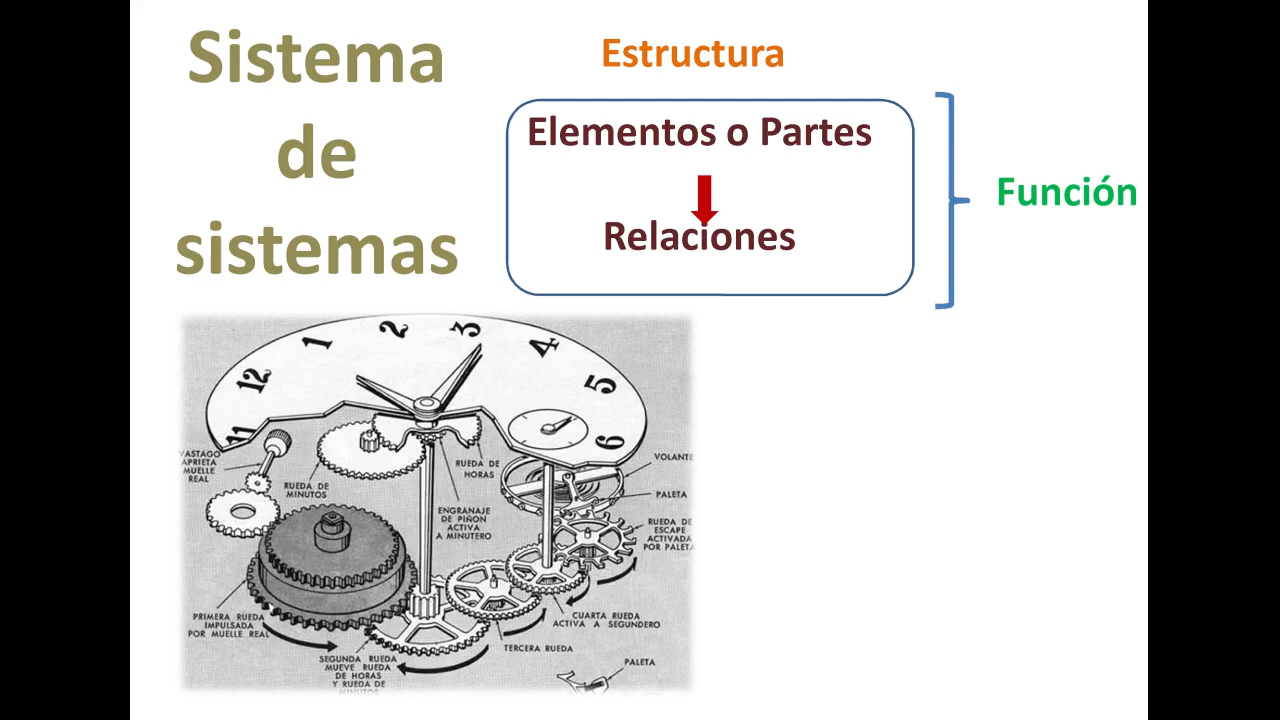 Sistema
de
sistemas
Estructura
Elementos o Partes
Relaciones
Función
11
12
1
2
3
4
5
6
VASTAGO
APRIETA
MUELLE
REAL
RUEDA DE
MINUTOS
RUEDA DE
HORAS
ENGRANAJE
DE PIÑON
ACTIVA
A MINUTERO
VOLANTE
PALETA
RUEDA DE
ESCAPE
ACTIVADA
POR PALETA
PRIMERA RUEDA
IMPULSADA
POR MUELLE REAL
SEGUNDA RUEDA
MUEVE RUEDA
DE HORAS
Y RUEDA DE
MINUTOS
TERCERA RUEDA
CUARTA RUEDA
ACTIVA A SEGUNDERO
PALETA